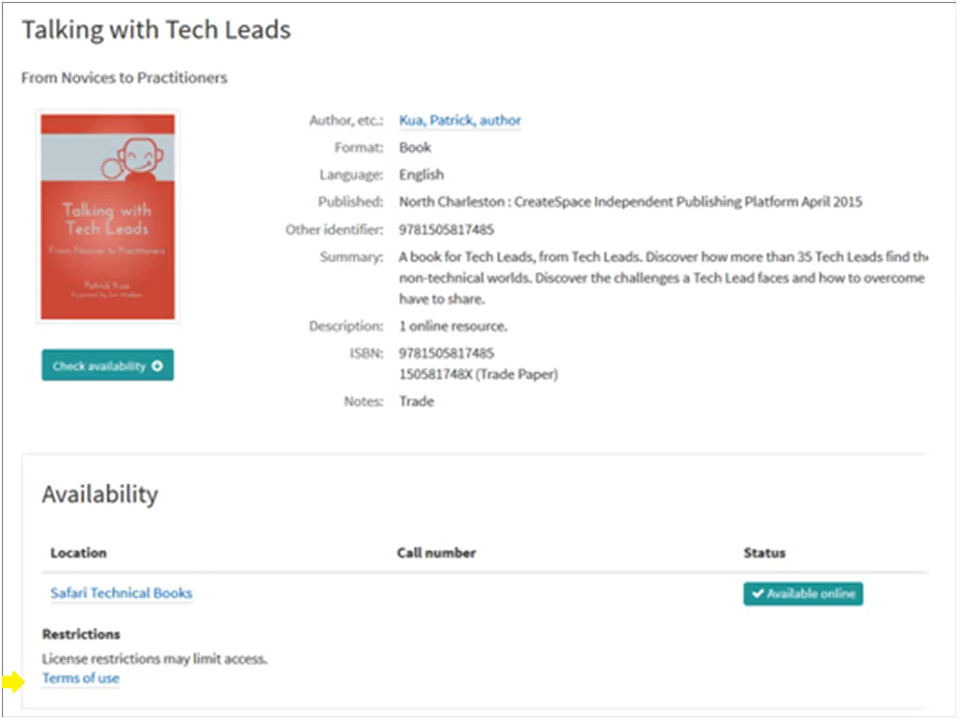 Talking with Tech Leads
From Novices to Practitioners
Talking with
Tech Leads
From Novices to Practitioners
Patrick Kua
Check availability
Author, etc.: Kua, Patrick, author
Format: Book
Language: English
Published: North Charleston : CreateSpace Independent Publishing Platform April 2015
Other identifier: 9781505817485
Summary: A book for Tech Leads, from Tech Leads. Discover how more than 35 Tech Leads find the
non-technical worlds. Discover the challenges a Tech Lead faces and how to overcome
have to share.
Description: 1 online resource.
ISBN: 9781505817485
150581748X (Trade Paper)
Notes: Trade
Availability
Location Call number Status
Safari Technical Books Available online
Restrictions
License restrictions may limit access.
Terms of use